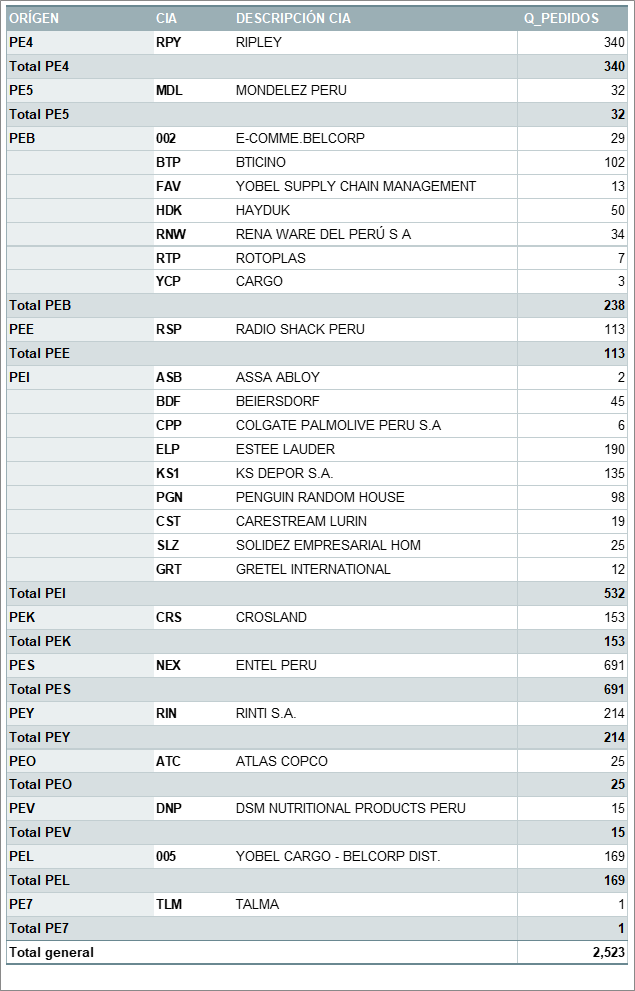 ORÍGEN CIA DESCRIPCIÓN CIA Q_PEDIDOS
PE4 RPY RIPLEY 340
Total PE4 340
PE5 MDL MONDELEZ PERU 32
Total PE5 32
PEB 002 E-COMME.BELCORP 29
BTP BTICINO 102
FAV YOBEL SUPPLY CHAIN MANAGEMENT 13
HDK HAYDUK 50
RNW RENA WARE DEL PERÚ S A 34
RTP ROTOPLAS 7
YCP CARGO 3
Total PEB 238
PEE RSP RADIO SHACK PERU 113
Total PEE 113
PEI ASB ASSA ABLOY 2
BDF BEIERSDORF 45
CPP COLGATE PALMOLIVE PERU S.A 6
ELP ESTEE LAUDER 190
KS1 KS DEPOR S.A. 135
PGN PENGUIN RANDOM HOUSE 98
CST CARESTREAM LURIN 19
SLZ SOLIDEZ EMPRESARIAL HOM 25
GRT GRETEL INTERNATIONAL 12
Total PEI 532
PEK CRS CROSLAND 153
Total PEK 153
PES NEX ENTEL PERU 691
Total PES 691
PEY RIN RINTI S.A. 214
Total PEY 214
PEO ATC ATLAS COPCO 25
Total PEO 25
PEV DNP DSM NUTRITIONAL PRODUCTS PERU 15
Total PEV 15
PEL 005 YOBEL CARGO - BELCORP DIST. 169
Total PEL 169
PE7 TLM TALMA 1
Total PE7 1
Total general 2,523